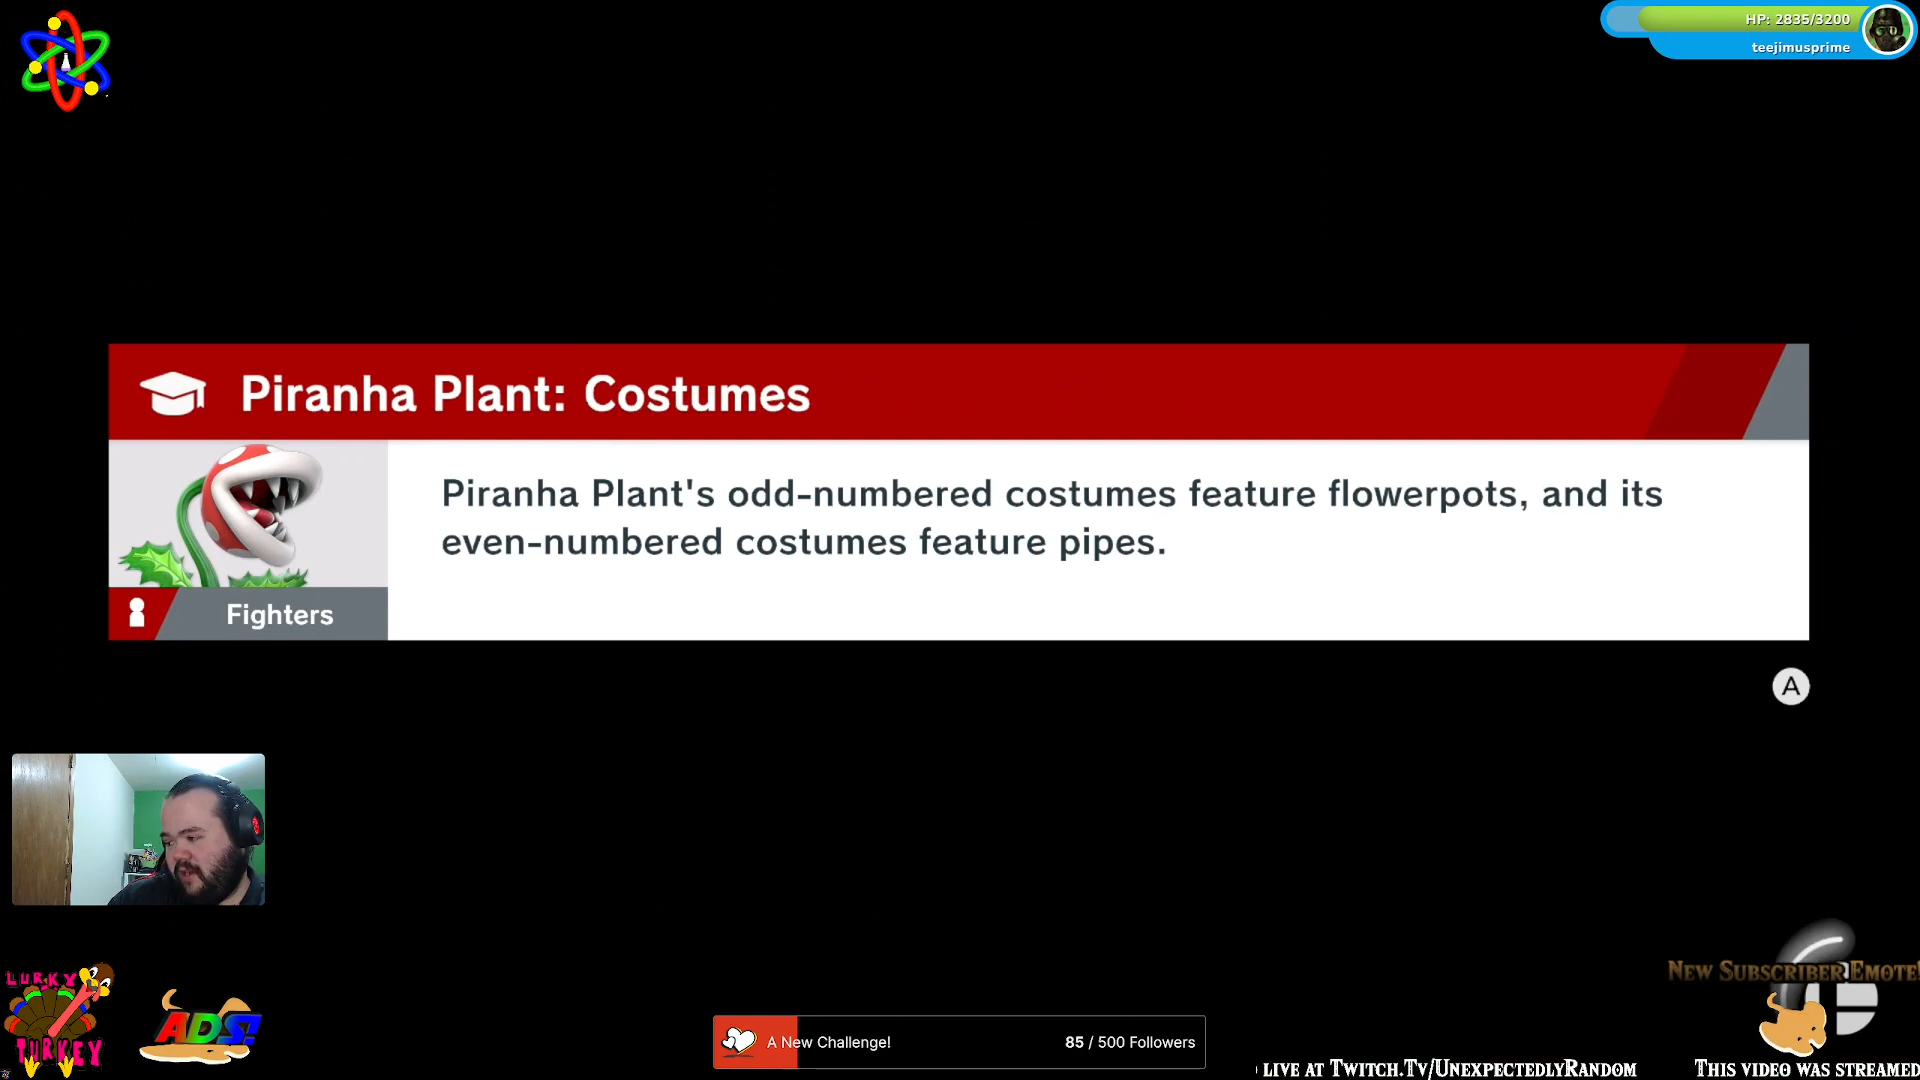 HP: 2835/3200
teejimusprime
Piranha Plant: Costumes
Piranha Plant's odd-numbered costumes feature flowerpots, and its
even-numbered costumes feature pipes.
Fighters
A
LURKY
TURKEY
ADS!
A New Challenge!
85 / 500 Followers
New Subscriber Emote
LIVE AT TWITCH.TV/UNEXPECTEDLYRANDOM
THIS VIDEO WAS STREAMED